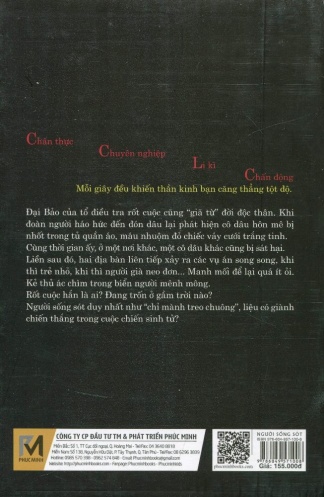 Chân thực
Chuyên nghiệp
Ly kì
Chấn động
Mỗi giây đều khiến thần kinh bạn căng thẳng tột độ.
Đại Bảo của tổ điều tra rốt cuộc cũng "giã từ" đời độc thân. Khi
đoàn người háo hức đến đón dâu lại phát hiện cô dâu hôn mê bị
nhốt trong tủ quần áo, máu nhuộm đỏ chiếc váy cưới trắng tinh.
Cùng thời gian ấy, ở một nơi khác, một cô dâu khác cũng bị sát hại.
Liền sau đó, hai địa bàn liên tiếp xảy ra các vụ án song song, khi
thì trẻ nhỏ, khi thì người già neo đơn... Manh mối để lại quá ít ỏi.
Kẻ thủ ác chìm trong biển người mênh mông.
Rốt cuộc hắn là ai? Đang trốn ở gầm trời nào?
Người sống sót duy nhất như "chỉ mành treo chuông", liệu có giành
chiến thắng trong cuộc chiến sinh tử?
PHUC MINH
CÔNG TY CP ĐẦU TƯ TM & PHÁT TRIỂN PHÚC MINH
NGƯỜI SỐNG SÓT
Giá: 155.000đ